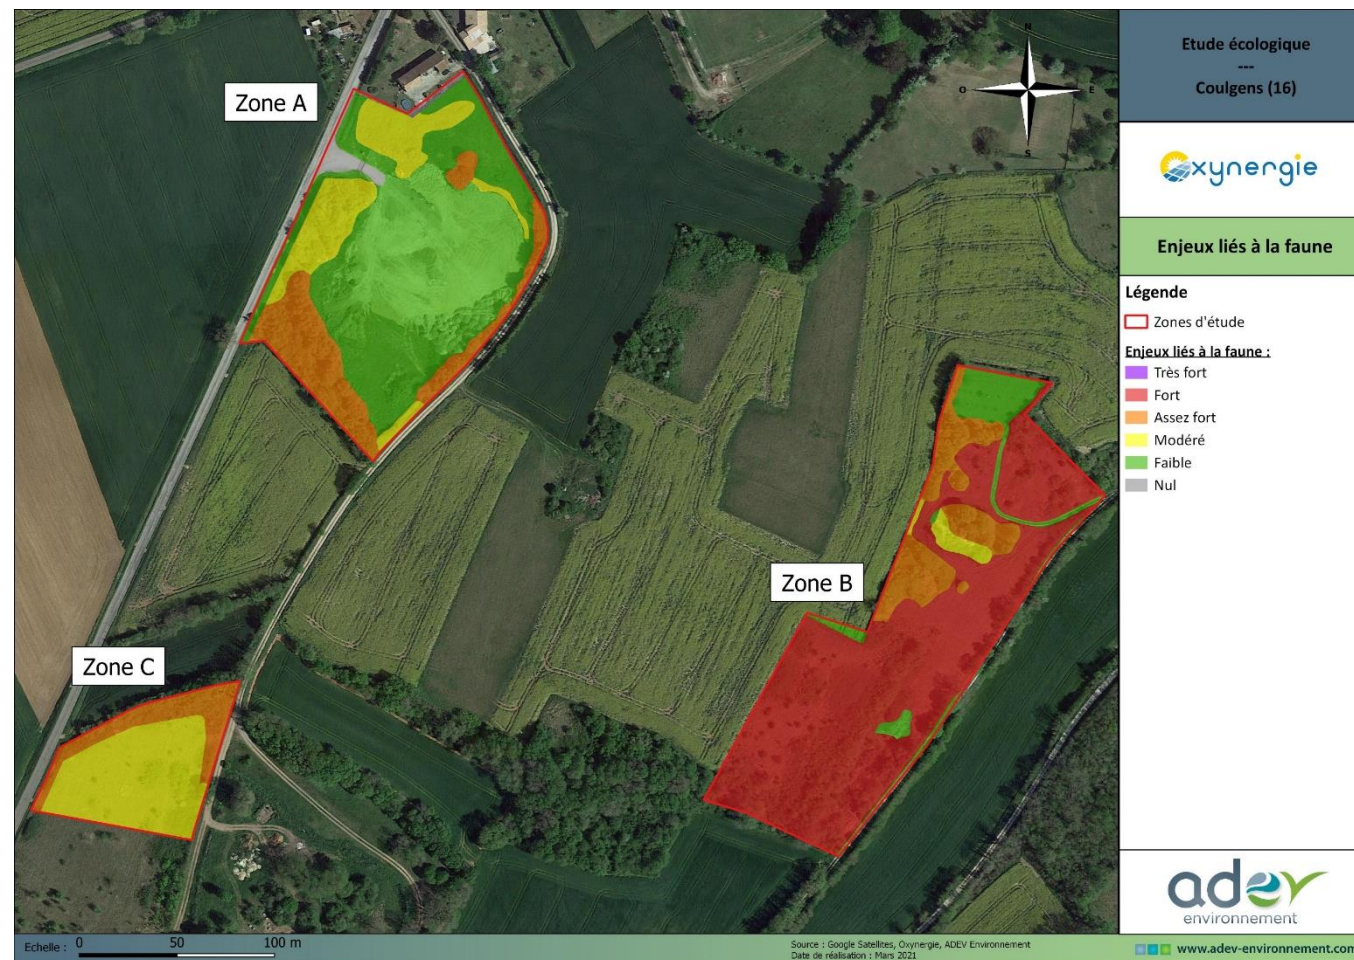 Zone A
Zone B
Zone C
N
O
E
S
Etude écologique
---
Coulgens (16)
Oxynergie
Enjeux liés à la faune
Légende
Zones d'étude
Enjeux liés à la faune :
Très fort
Fort
Assez fort
Modéré
Faible
Nul
adev
environnement
Echelle : 0 50 100 m
Source : Google Satellites, Oxynergie, ADEV Environnement
Date de réalisation : Mars 2021
www.adev-environnement.com